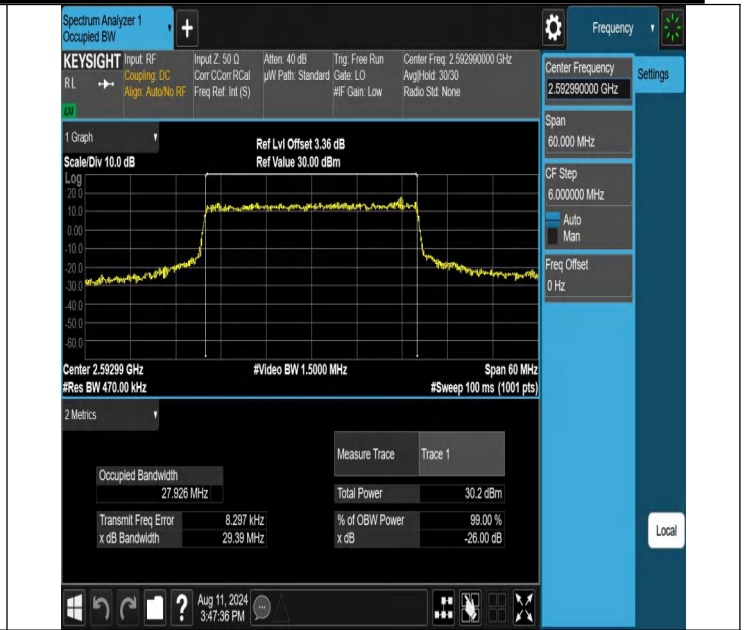 Spectrum Analyzer 1
Occupied BW
+
Frequency
KEYSIGHT
RL
Input: RF
Coupling: DC
Align: Auto/No RF
Input Z: 50 Ω
Corr CCorr RCal
Freq Ref: Int (S)
Atten: 40 dB
µW Path: Standard
Trig: Free Run
Gate: LO
#IF Gain: Low
Center Freq: 2.592990000 GHz
Avg|Hold: 30/30
Radio Std: None
Center Frequency
2.592990000 GHz
Settings
Span
60.000 MHz
CF Step
6.000000 MHz
Auto
Man
Freq Offset
0 Hz
1 Graph
Scale/Div 10.0 dB
Ref Lvl Offset 3.36 dB
Ref Value 30.00 dBm
Log
20.0
10.0
0.00
-10.0
-20.0
-30.0
-40.0
-50.0
-60.0
Center 2.59299 GHz
#Video BW 1.5000 MHz
Span 60 MHz
#Res BW 470.00 kHz
#Sweep 100 ms (1001 pts)
2 Metrics
Measure Trace
Trace 1
Occupied Bandwidth
27.926 MHz
Total Power
30.2 dBm
Transmit Freq Error
8.297 kHz
% of OBW Power
99.00 %
x dB Bandwidth
29.39 MHz
x dB
-26.00 dB
Local
?
Aug 11, 2024
3:47:36 PM